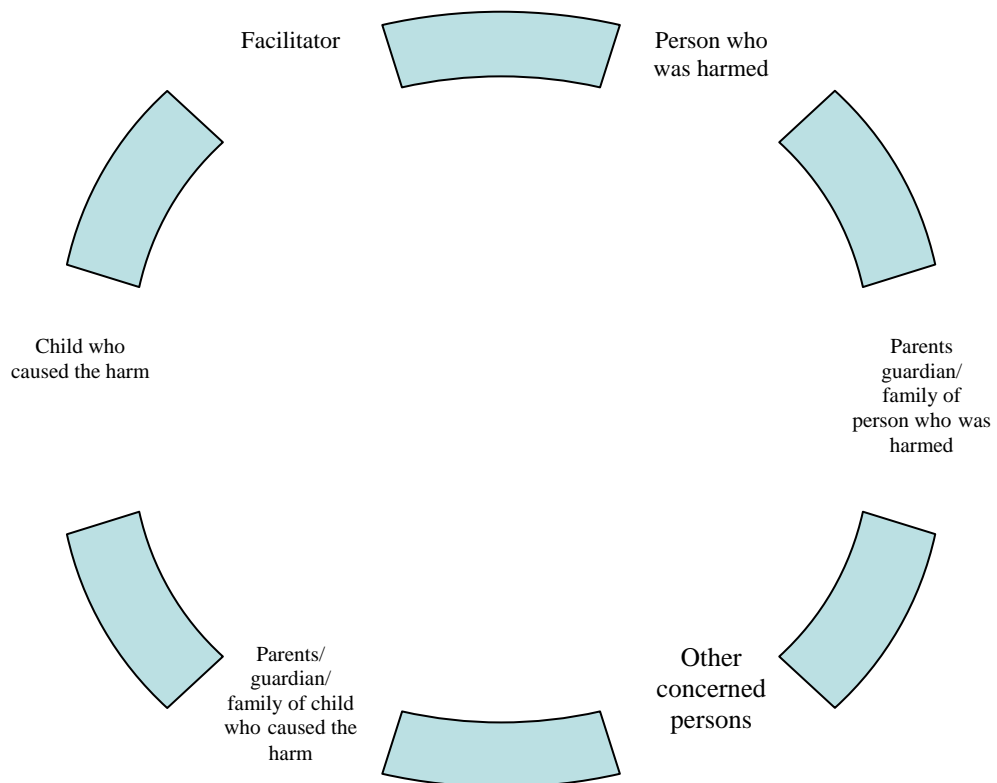 Facilitator
Person who
was harmed
Child who
caused the harm
Parents
guardian/
family of
person who was
harmed
Parents/
guardian/
family of child
who caused the
harm
Other
concerned
persons